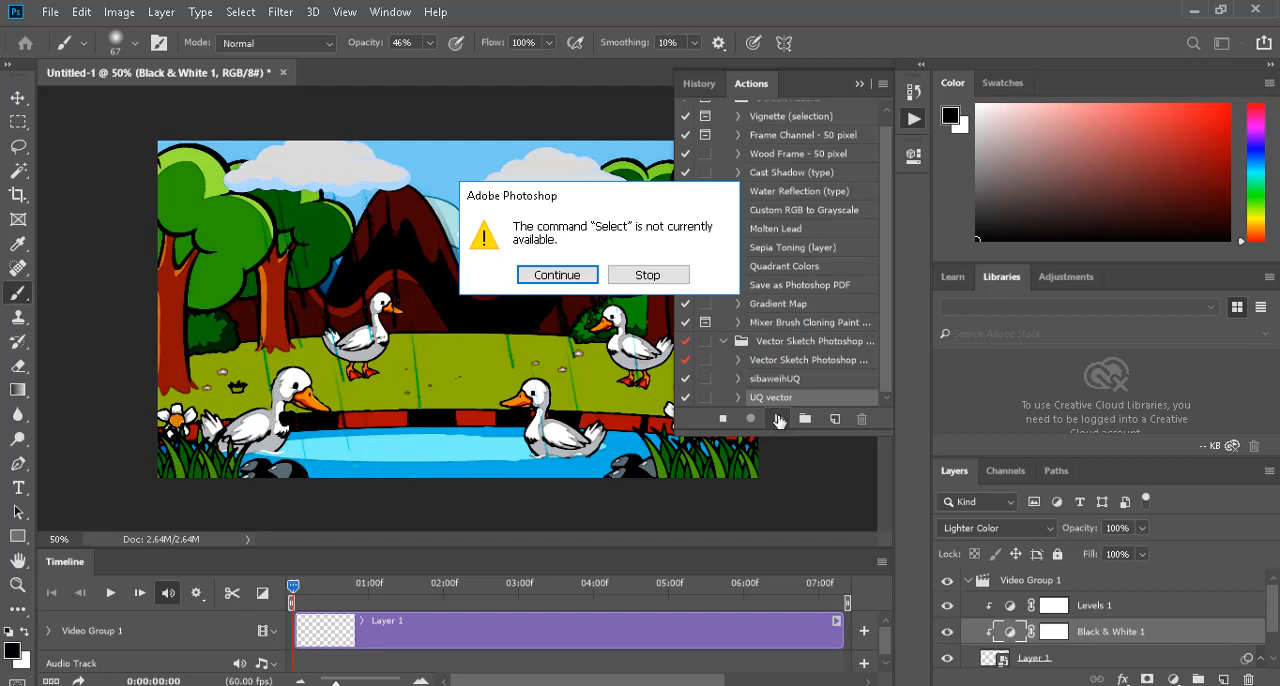 Ps File Edit Image Layer Type Select Filter 3D View Window Help
67 Mode: Normal Opacity: 46% Flow: 100% Smoothing: 10%
Untitled-1 @ 50% (Black & White 1, RGB/8#) *
History Actions
Vignette (selection)
Frame Channel - 50 pixel
Wood Frame - 50 pixel
Cast Shadow (type)
Water Reflection (type)
Custom RGB to Grayscale
Molten Lead
Sepia Toning (layer)
Quadrant Colors
Save as Photoshop PDF
Gradient Map
Mixer Brush Cloning Paint ...
Vector Sketch Photoshop ...
Vector Sketch Photoshop ...
sibaweihUQ
UQ vector
Adobe Photoshop
The command “Select” is not currently
available.
Continue Stop
Color Swatches
Learn Libraries Adjustments
Search Adobe Stock
To use Creative Cloud Libraries, you
need to be logged into a Creative
-- KB
Layers Channels Paths
Kind
Lighter Color Opacity: 100%
Lock: Fill: 100%
Video Group 1
Levels 1
Black & White 1
Layer 1
50% Doc: 2.64M/2.64M
Timeline
01:00f 02:00f 03:00f 04:00f 05:00f 06:00f 07:00f
Video Group 1 Layer 1
Audio Track
0:00:00:00 (60.00 fps)